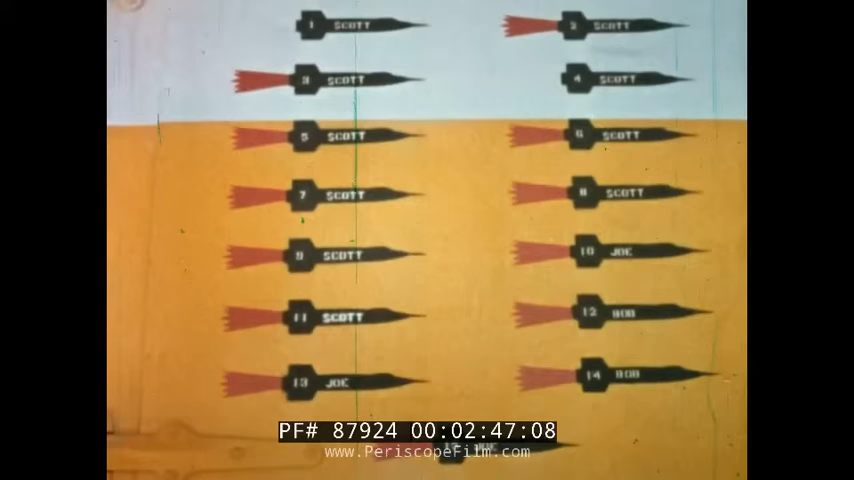 1 SCOTT
2 SCOTT
3 SCOTT
4 SCOTT
5 SCOTT
6 SCOTT
7 SCOTT
8 SCOTT
9 SCOTT
10 JOE
11 SCOTT
12 BOB
13 JOE
14 BOB
PF# 87924 00:02:47:08
www.PeriscopeFilm.com